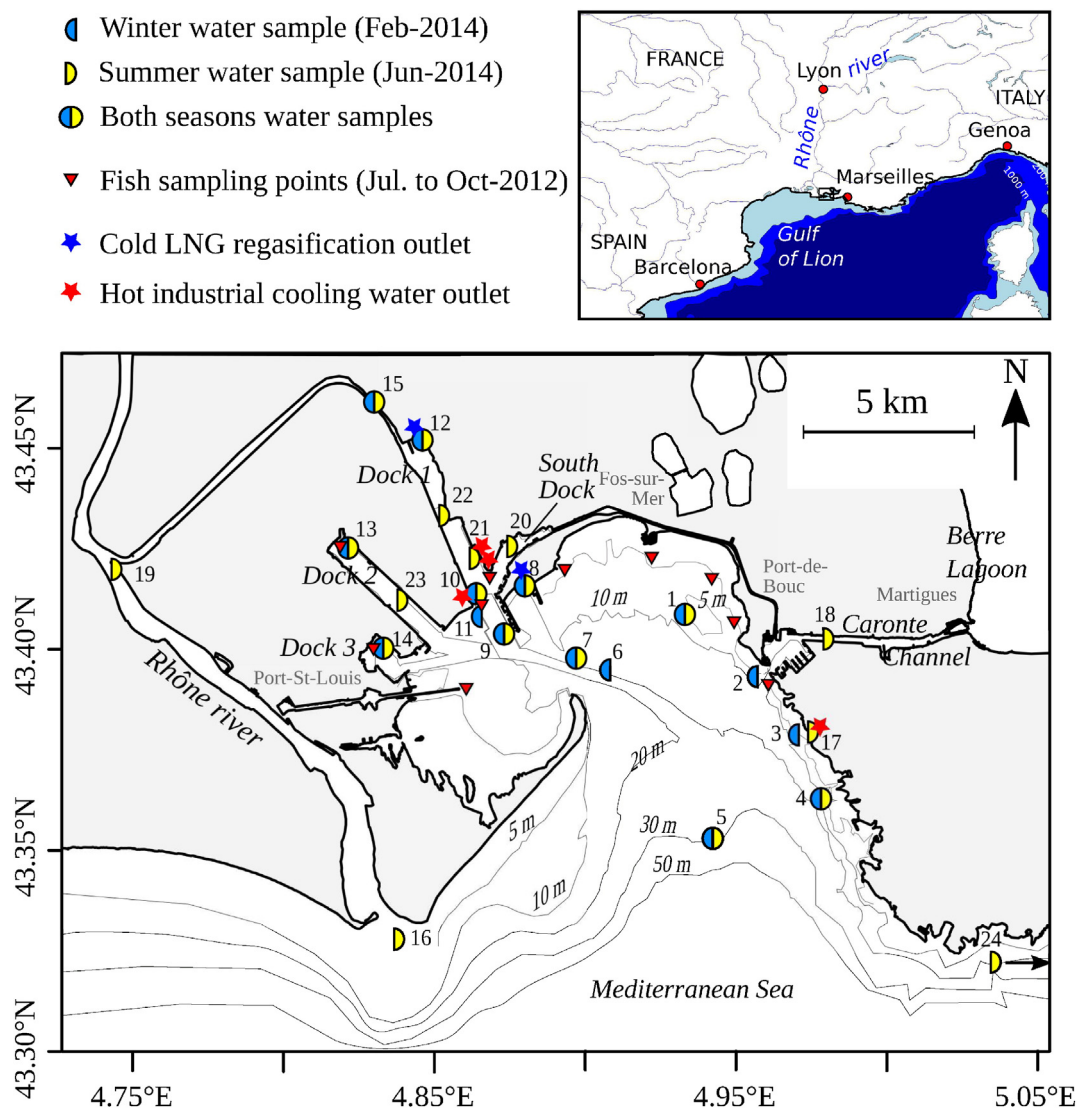 Winter water sample (Feb-2014)
Summer water sample (Jun-2014)
Both seasons water samples
Fish sampling points (Jul. to Oct-2012)
Cold LNG regasification outlet
Hot industrial cooling water outlet
FRANCE
Lyon
river
ITALY
Rhône
Genoa
Marseilles
1000 m
SPAIN
Gulf
of Lion
Barcelona
N
5 km
15
12
Dock 1
South
Dock
Fos-sur-
Mer
22
20
21
13
Berre
Lagoon
Dock 2
19
23
10
8
Port-de-
Bouc
Martigues
10 m
1
5 m
11
18
Caronte
Channel
Dock 3
14
9
7
6
Port-St-Louis
2
Rhône river
3
17
20 m
4
5 m
30 m
5
50 m
10 m
16
24
Mediterranean Sea
43.45°N
43.40°N
43.35°N
43.30°N
4.75°E
4.85°E
4.95°E
5.05°E